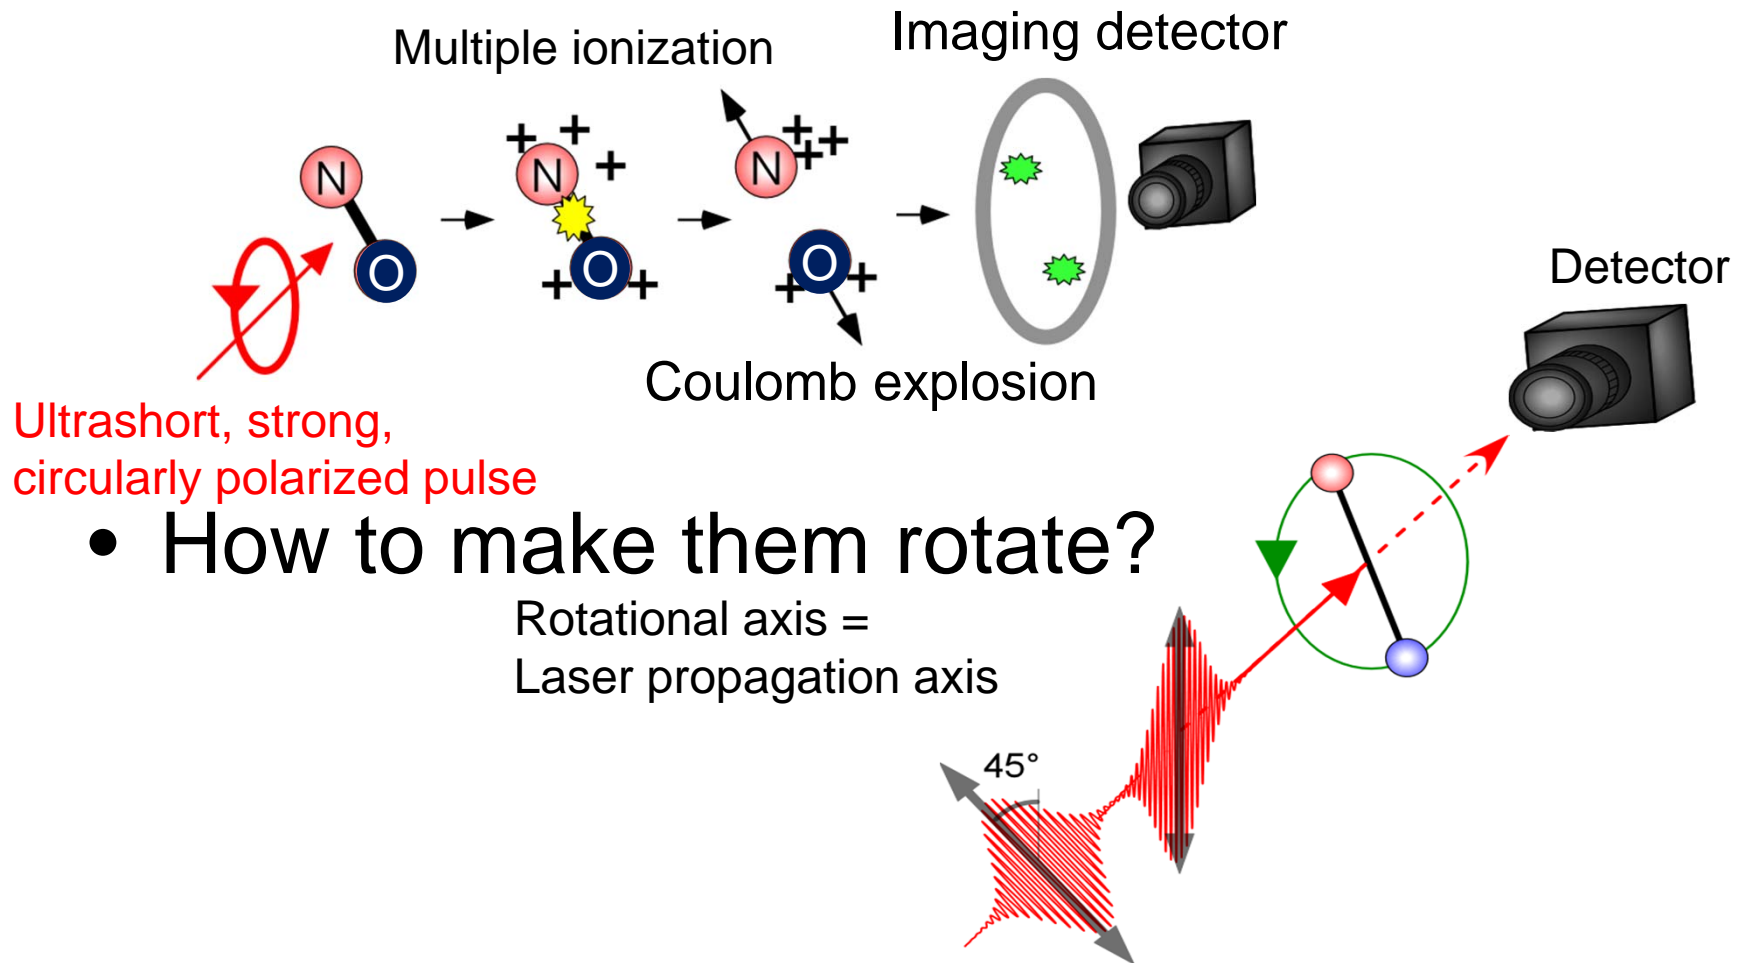 Multiple ionization
Imaging detector
N
O
+ + +
N
O
+ +
N
+ + +
O
+ +
Detector
Coulomb explosion
Ultrashort, strong,
circularly polarized pulse
• How to make them rotate?
Rotational axis =
Laser propagation axis
45°